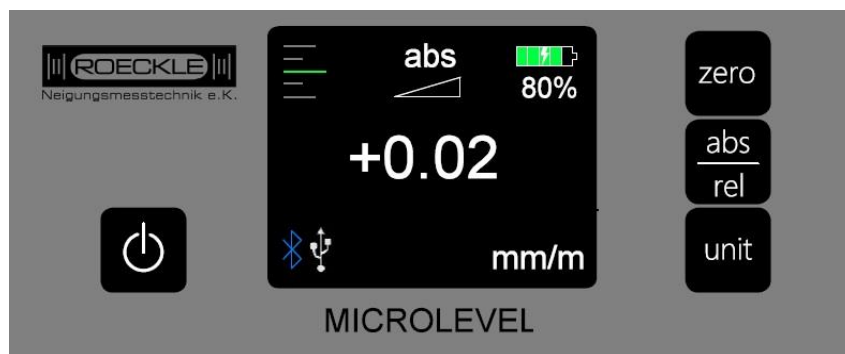 ROECKLE
Neigungsmesstechnik e.K.
abs
80%
+0.02
mm/m
zero
abs
rel
unit
MICROLEVEL